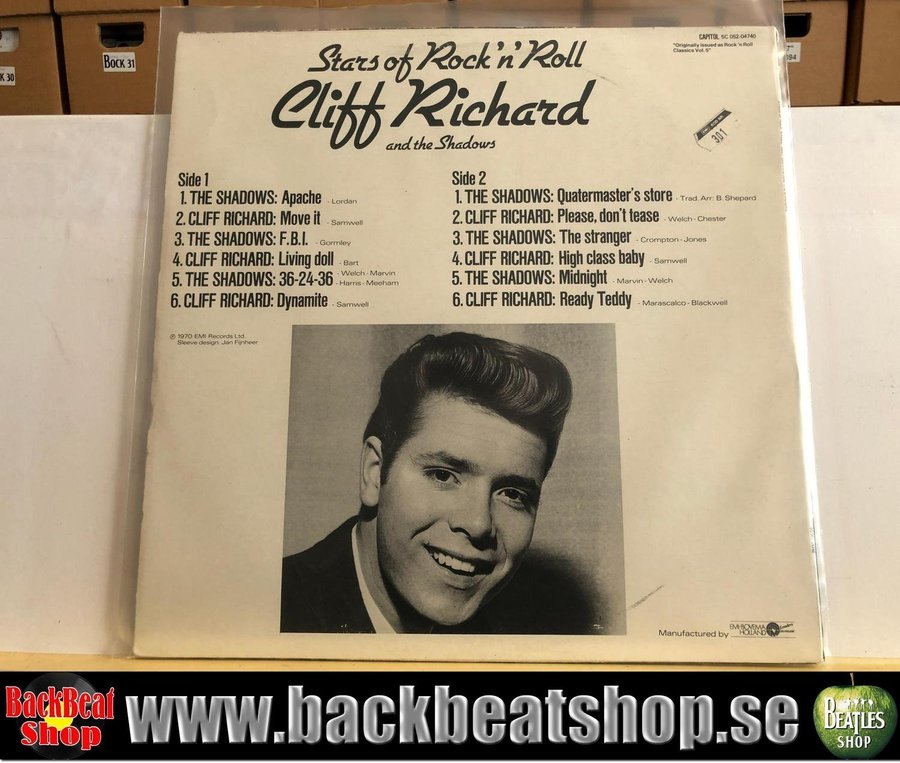 BOCK 31
K 30
CAPITOL 5C 052-04740
"Originally issued as Rock 'n Roll
Classics Vol. 5"
Stars of Rock 'n' Roll
Cliff Richard
and the Shadows
301
Side 1
1. THE SHADOWS: Apache - Lordan
2. CLIFF RICHARD: Move it - Samwell
3. THE SHADOWS: F.B.I. - Gormley
4. CLIFF RICHARD: Living doll - Bart
5. THE SHADOWS: 36-24-36 - Welch - Marvin
- Harris - Meeham
6. CLIFF RICHARD: Dynamite - Samwell
Side 2
1. THE SHADOWS: Quatermaster's store - Trad. Arr: B. Shepard
2. CLIFF RICHARD: Please, don't tease - Welch - Chester
3. THE SHADOWS: The stranger - Crompton - Jones
4. CLIFF RICHARD: High class baby - Samwell
5. THE SHADOWS: Midnight - Marvin - Welch
6. CLIFF RICHARD: Ready Teddy - Marascalco - Blackwell
℗ 1970 EMI Records Ltd.
Sleeve design: Jan Fijnheer
Manufactured by EMI-BOVEMA
HOLLAND
BackBeat
Shop
www.backbeatshop.se
BEATLES
SHOP